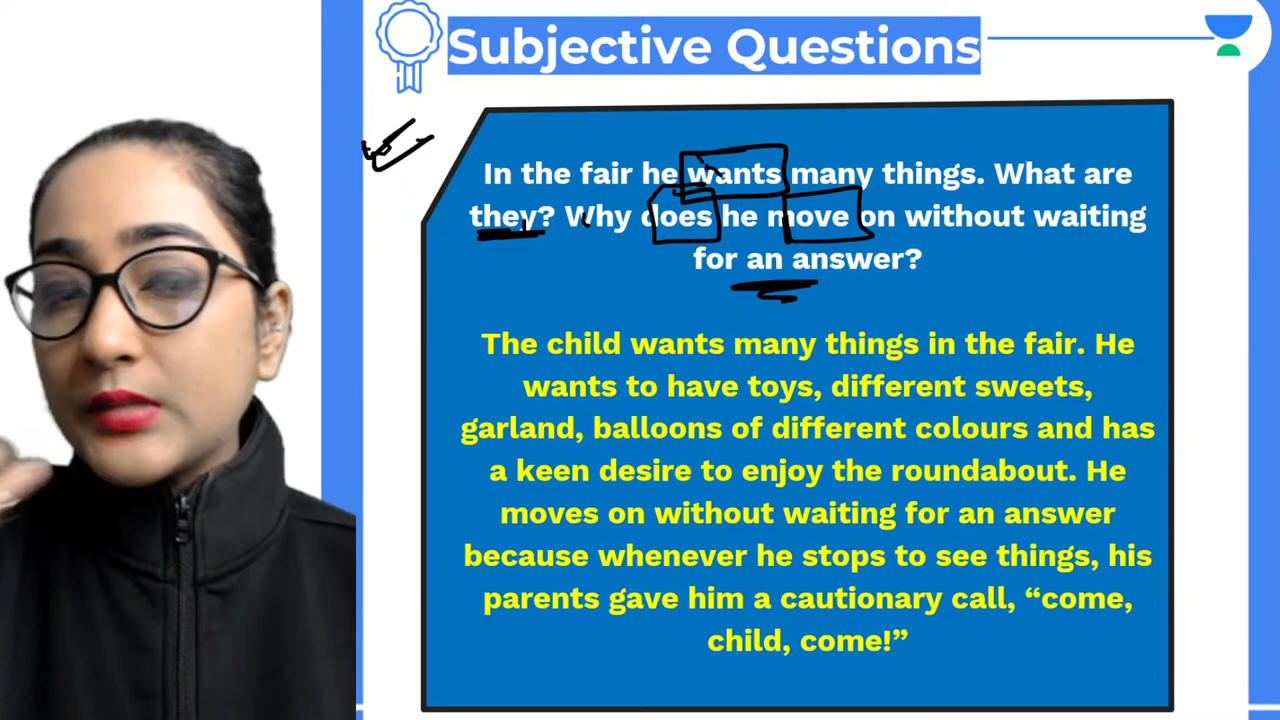 Subjective Questions
In the fair he wants many things. What are
they? Why does he move on without waiting
for an answer?
The child wants many things in the fair. He
wants to have toys, different sweets,
garland, balloons of different colours and has
a keen desire to enjoy the roundabout. He
moves on without waiting for an answer
because whenever he stops to see things, his
parents gave him a cautionary call, “come,
child, come!”